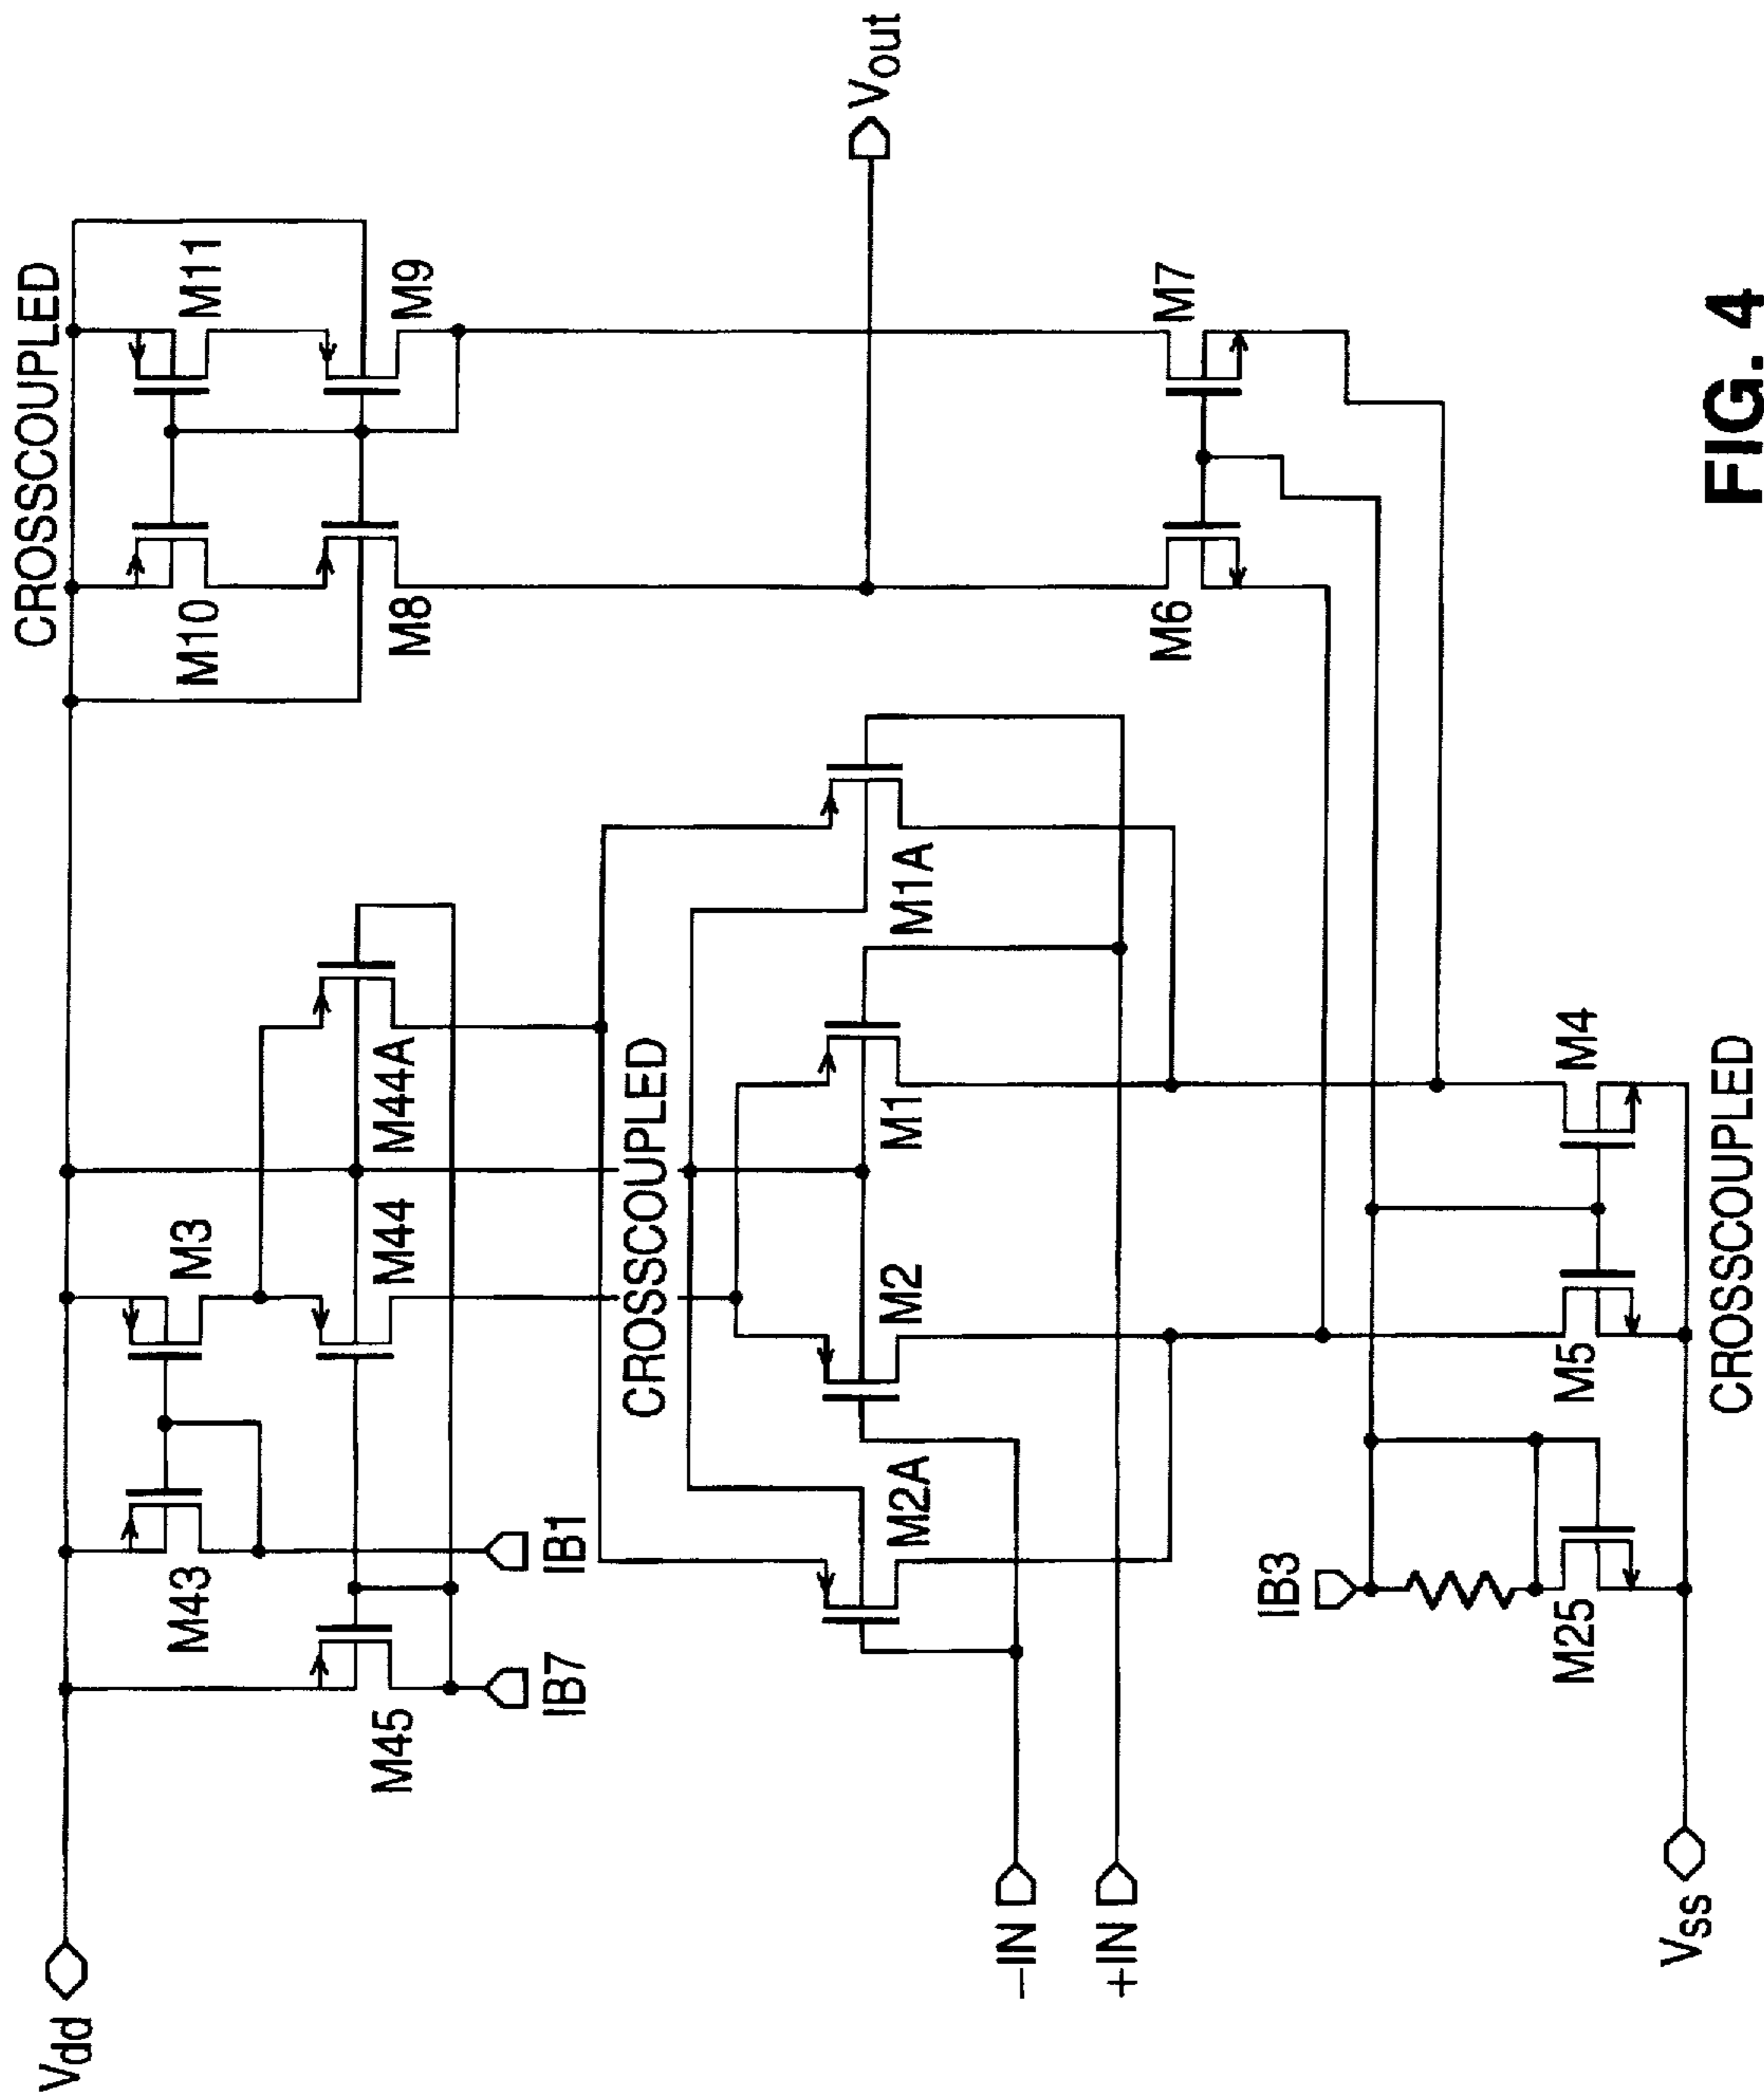 CROSSCOUPLED
Vdd
M43
M3
M10
M11
M45
M44
M44A
M8
M9
IB7
IB1
CROSSCOUPLED
Vout
M2A
M2
M1
M1A
–IN
+IN
M6
M7
IB3
M25
M5
M4
Vss
CROSSCOUPLED
FIG. 4